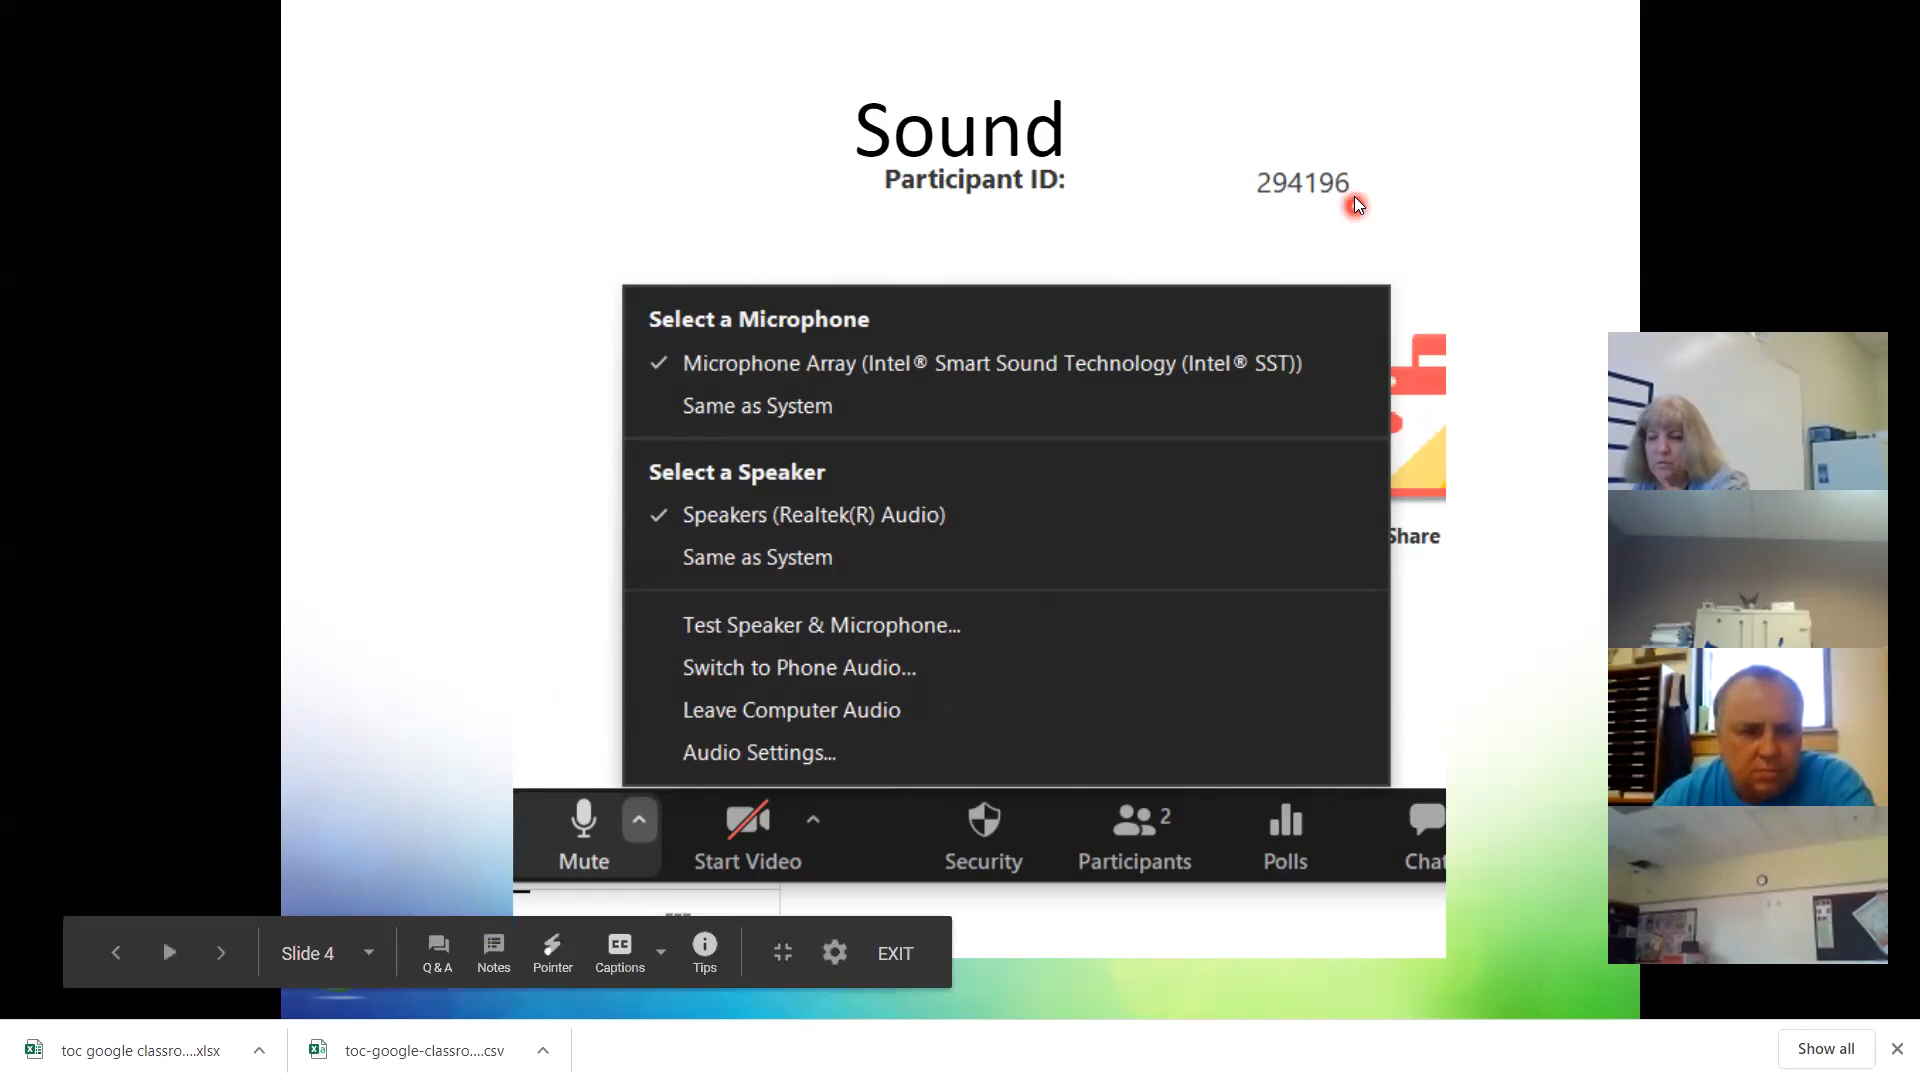 Sound
Participant ID: 294196
Select a Microphone
✓ Microphone Array (Intel® Smart Sound Technology (Intel® SST))
Same as System
Select a Speaker
✓ Speakers (Realtek(R) Audio)
Same as System
Share
Test Speaker & Microphone...
Switch to Phone Audio...
Leave Computer Audio
Audio Settings...
2
Mute Start Video Security Participants Polls Chat
Slide 4 Q & A Notes Pointer CC Captions Tips EXIT
toc google classro....xlsx toc-google-classro....csv Show all